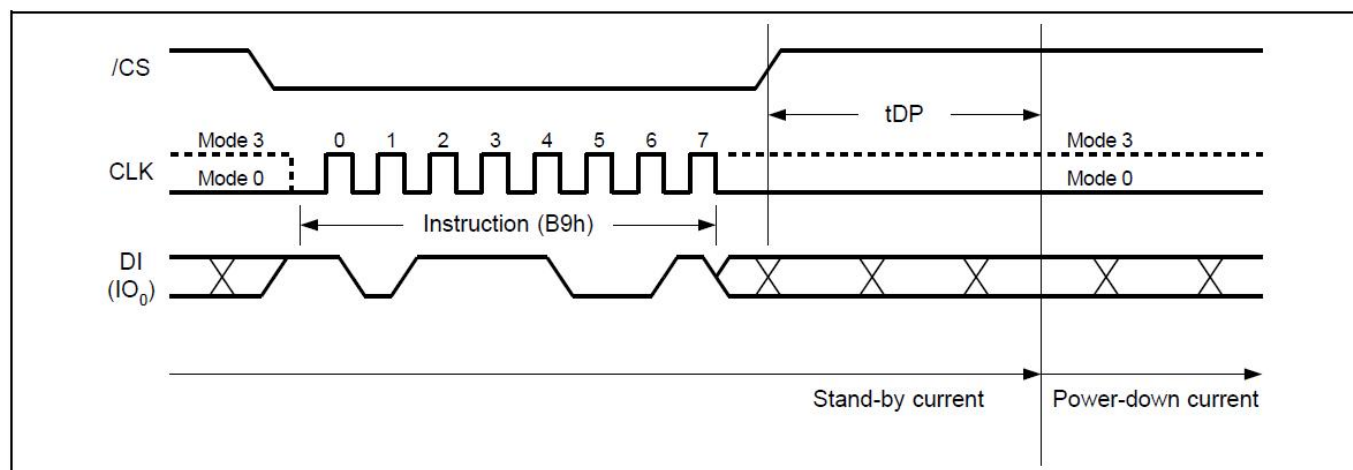 /CS
tDP
Mode 3 0 1 2 3 4 5 6 7 Mode 3
CLK
Mode 0 Mode 0
Instruction (B9h)
DI
(IO₀)
Stand-by current Power-down current